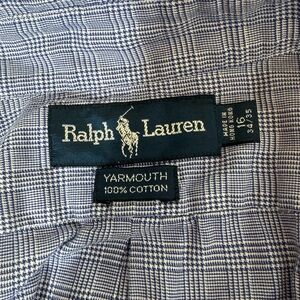 Ralph Lauren
MADE IN
HONG KONG
16
34/35
YARMOUTH
100% COTTON